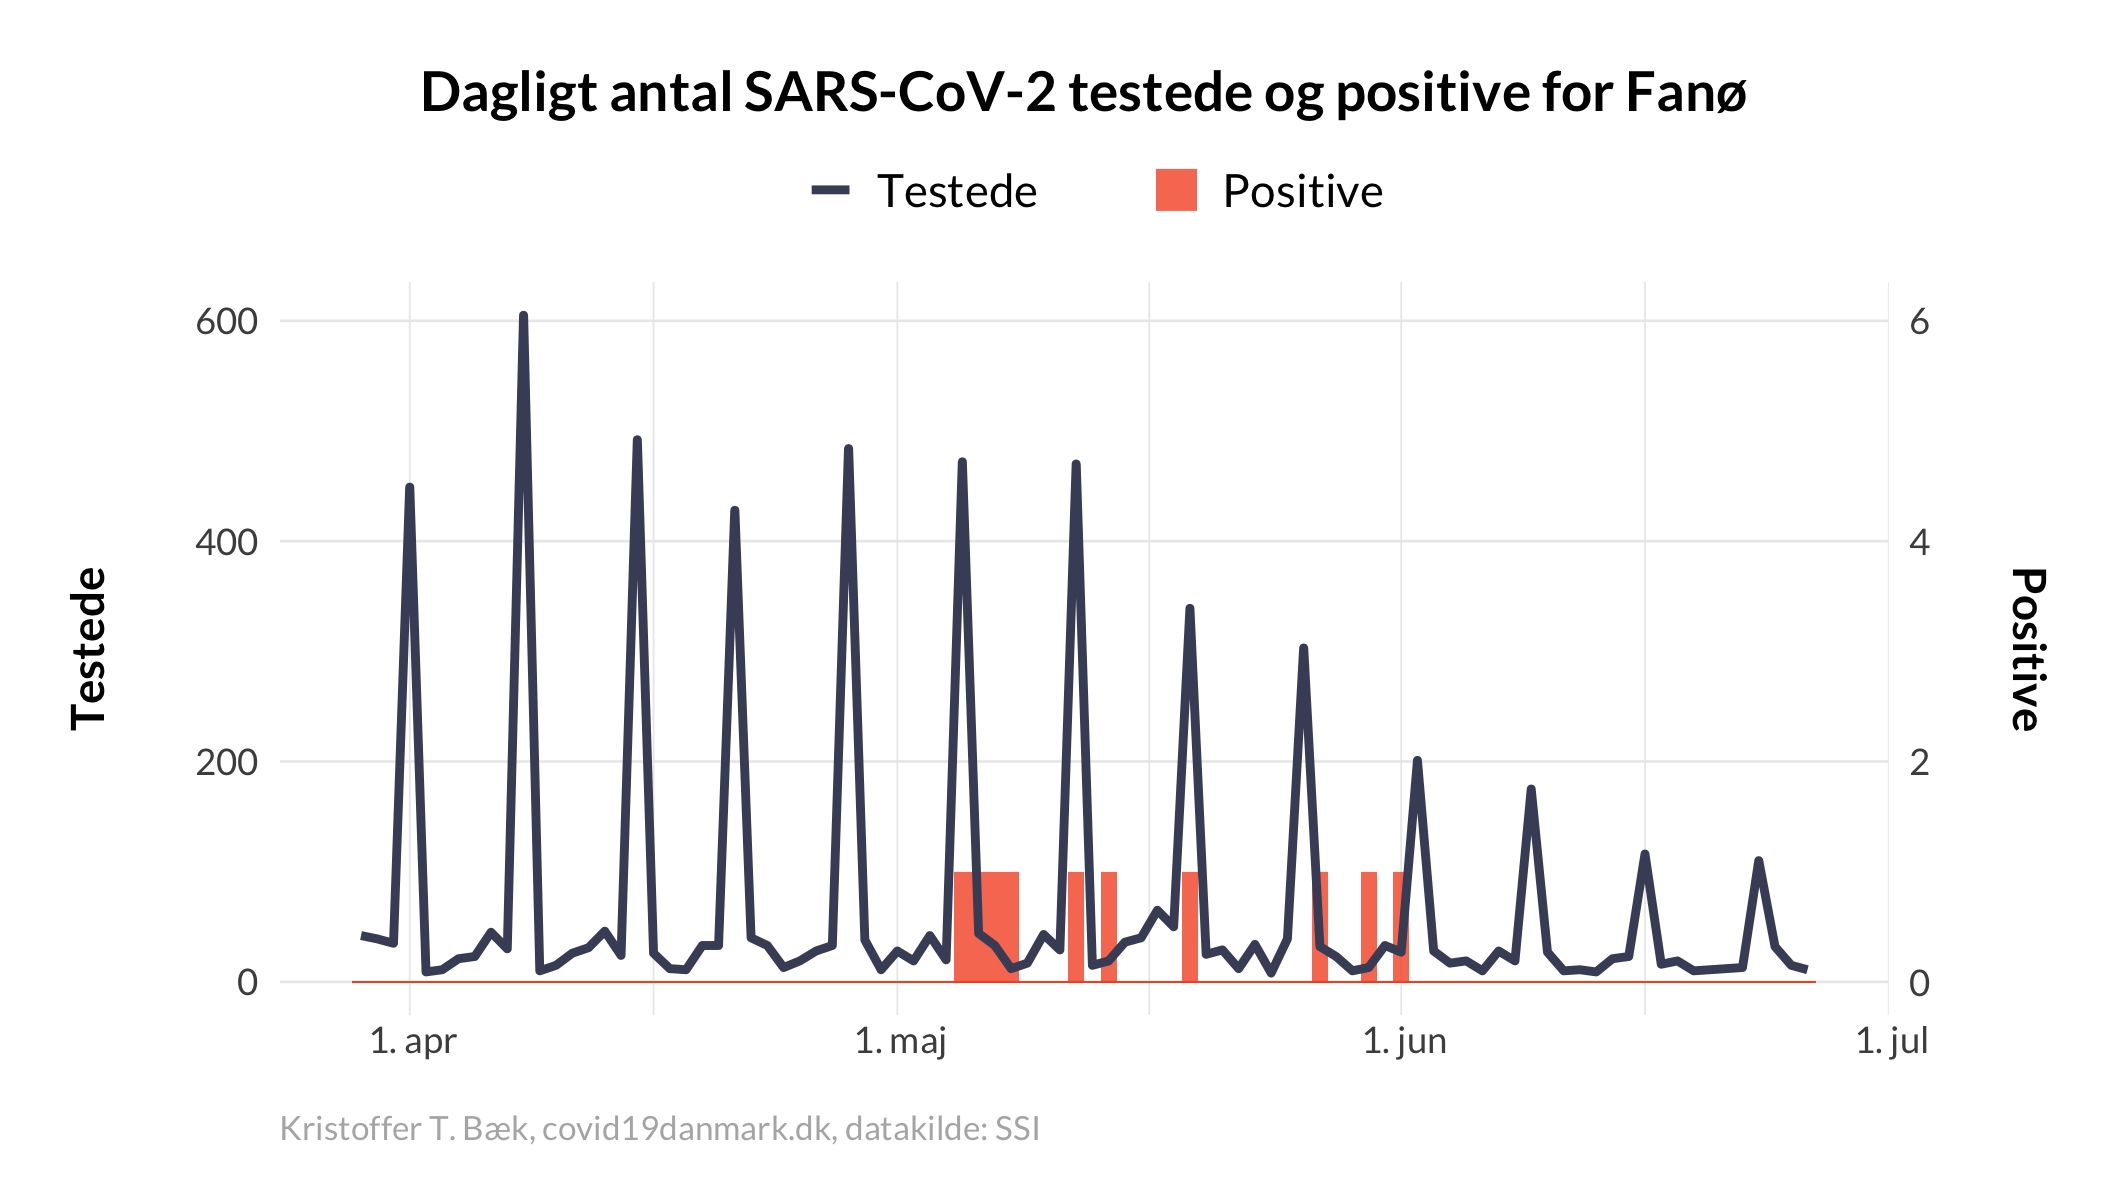 Dagligt antal SARS-CoV-2 testede og positive for Fanø
Testede
Positive
600
400
200
0
6
4
2
0
Testede
Positive
1. apr
1. maj
1. jun
1. jul
Kristoffer T. Bæk, covid19danmark.dk, datakilde: SSI